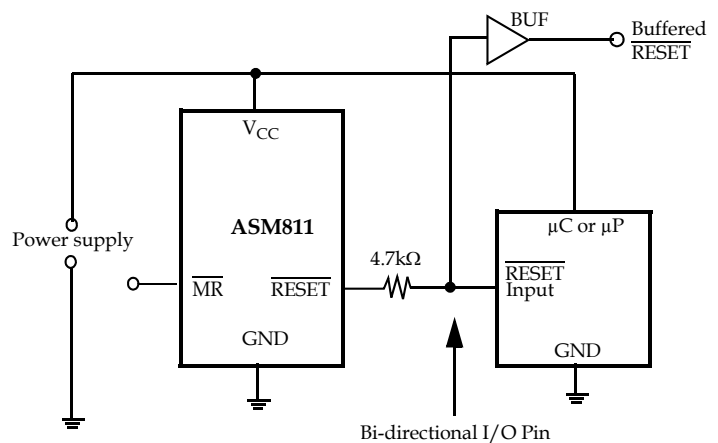 BUF
Buffered
RESET
VCC
µC or µP
ASM811
Power supply
4.7kΩ
MR
RESET
RESET
Input
GND
GND
Bi-directional I/O Pin